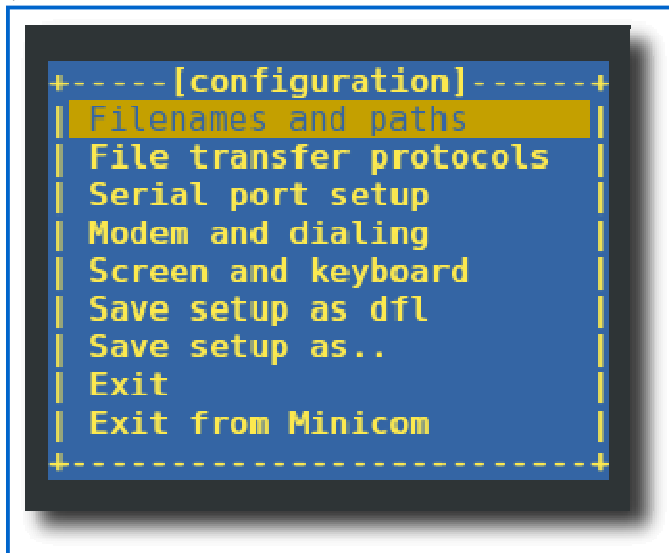 +-----[configuration]------+
| Filenames and paths      |
| File transfer protocols  |
| Serial port setup        |
| Modem and dialing        |
| Screen and keyboard      |
| Save setup as dfl        |
| Save setup as..          |
| Exit                     |
| Exit from Minicom        |
+--------------------------+